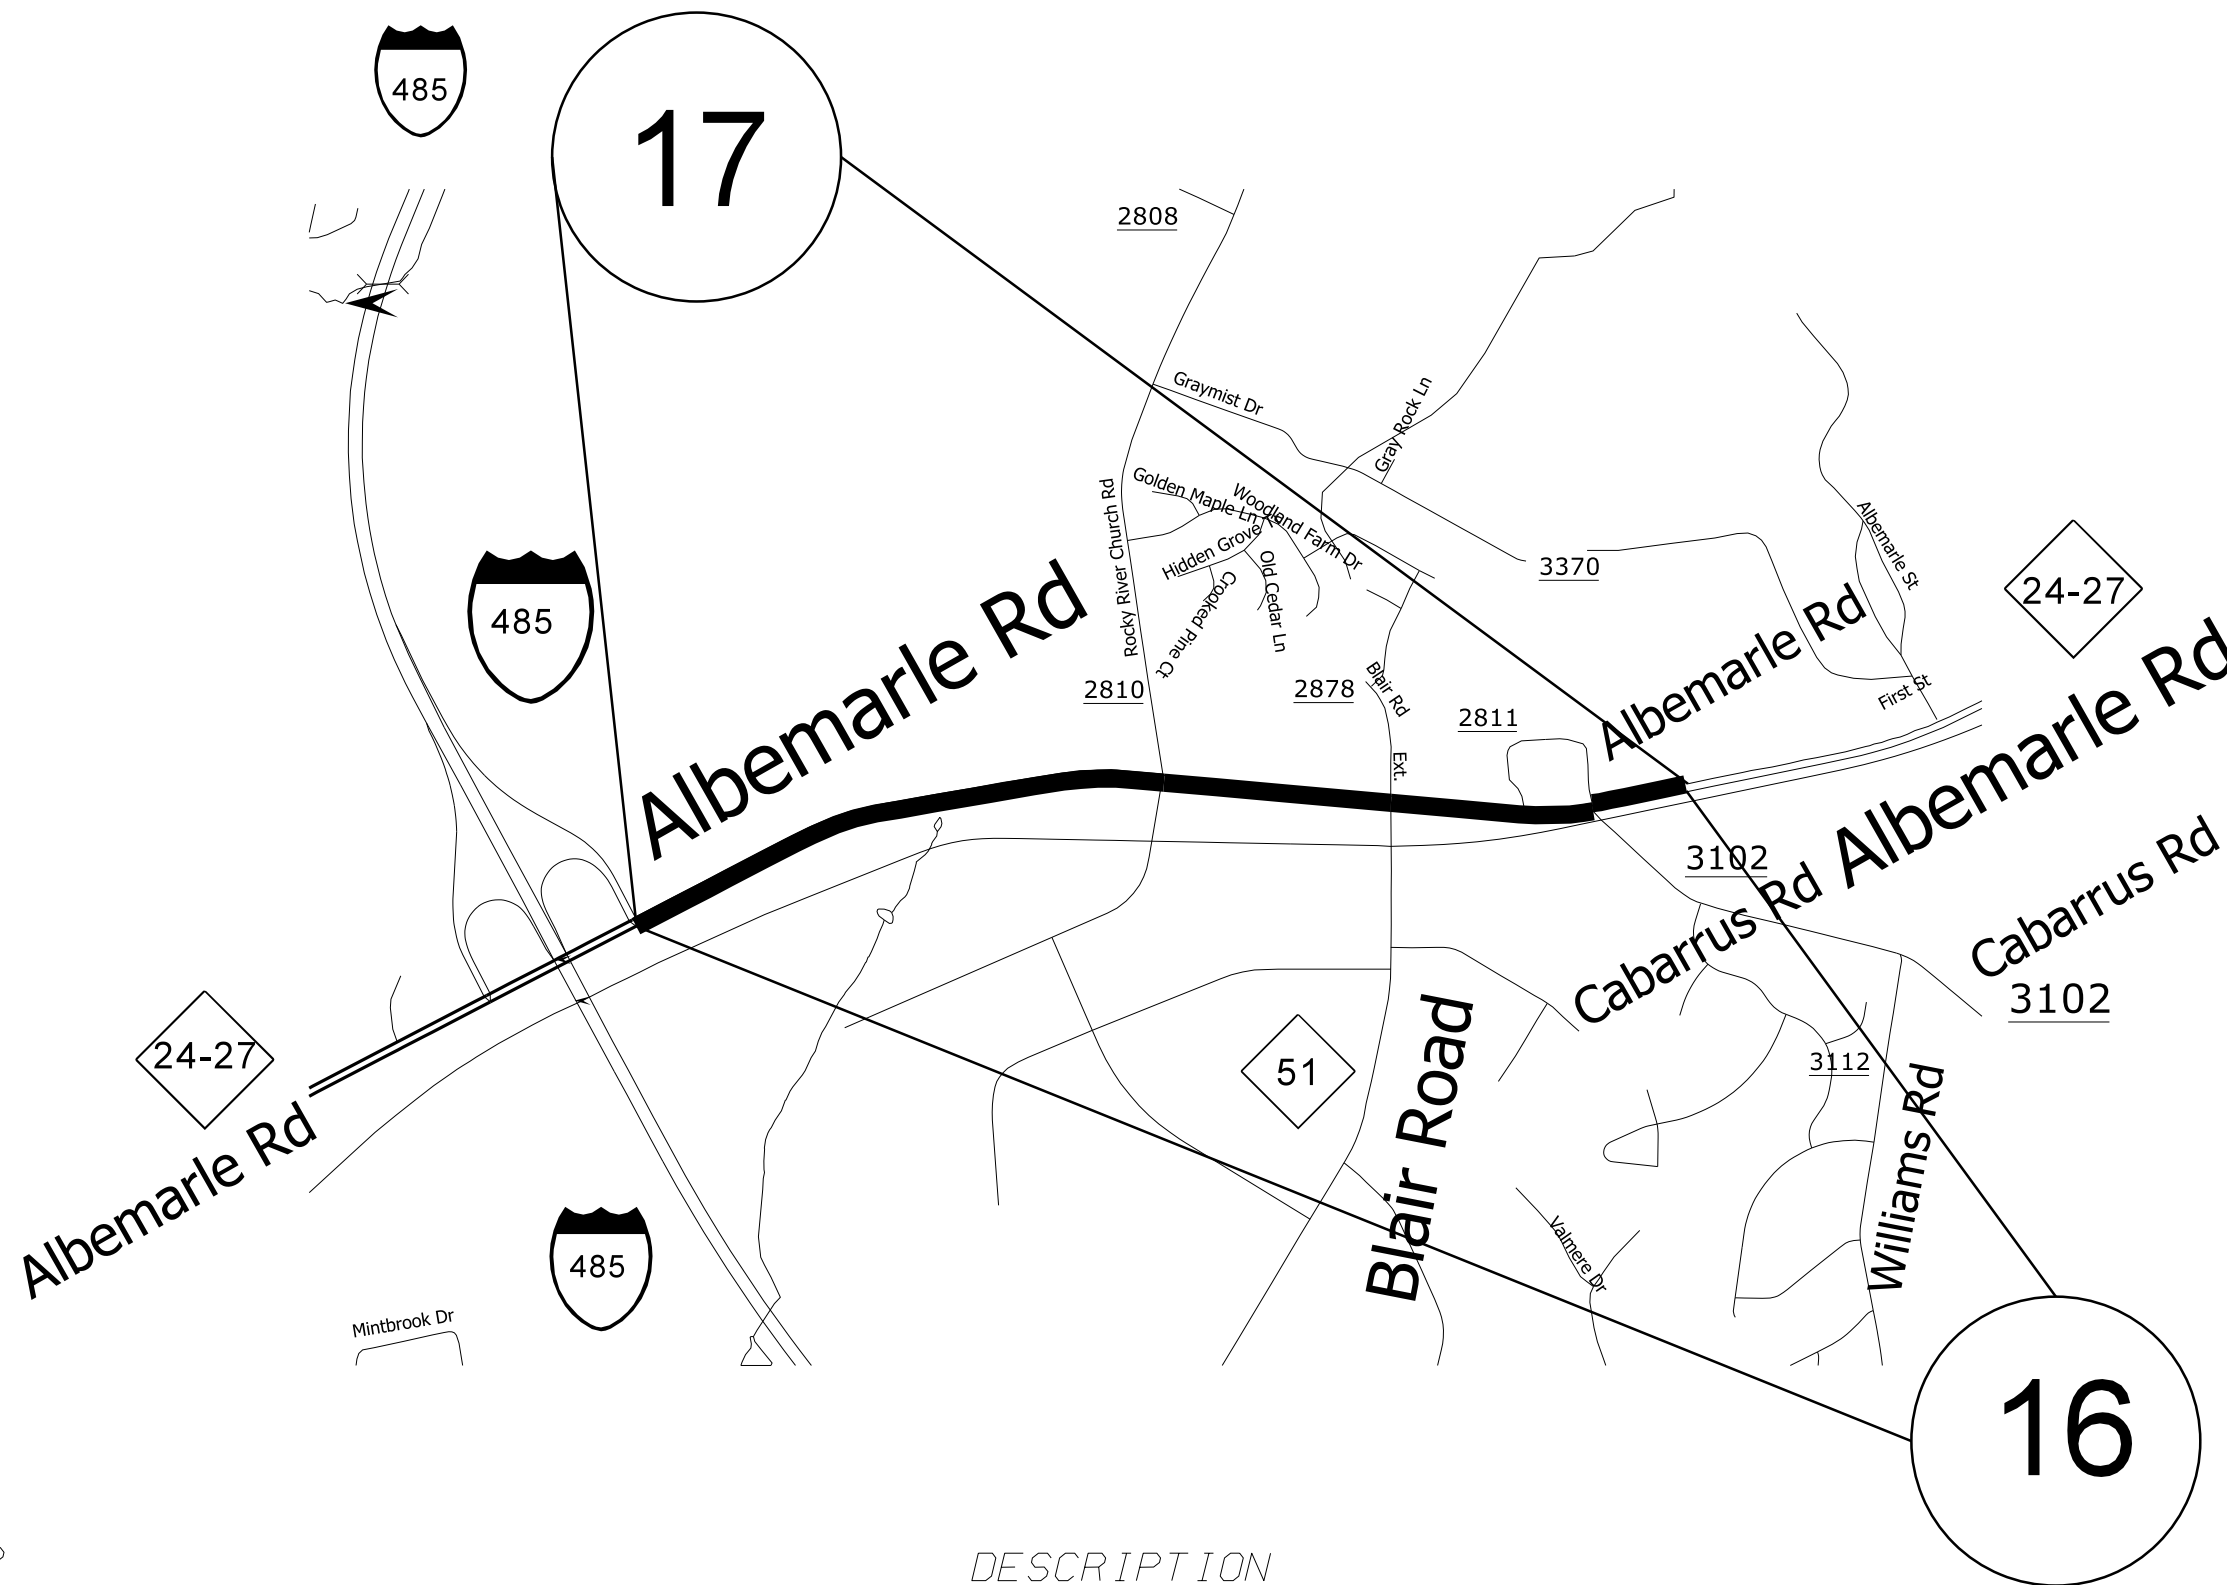 485
17
2808
Graymist Dr
Gray Rock Ln
Golden Maple Ln
Woodland Farm Dr
Rocky River Church Rd
Hidden Grove
Crooked Pine Ct
Old Cedar Ln
3370
Albemarle St
24-27
485
Albemarle Rd
Albemarle Rd
Albemarle Rd
2810
2878
Blair Rd
Ext.
2811
First St
3102
Cabarrus Rd
Cabarrus Rd
3102
24-27
51
Blair Road
3112
Williams Rd
Albemarle Rd
485
Valmere Dr
Mintbrook Dr
16
DESCRIPTION